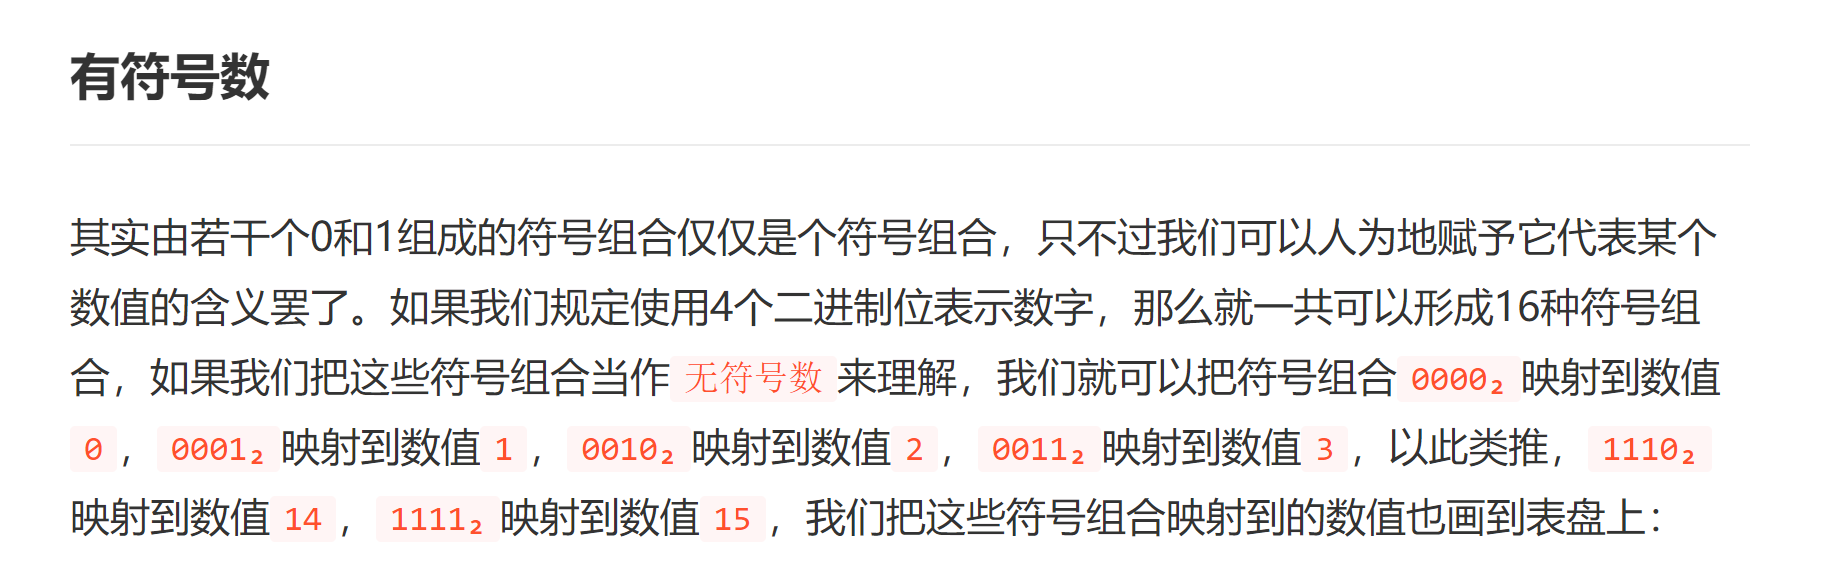 有符号数
其实由若干个0和1组成的符号组合仅仅是个符号组合，只不过我们可以人为地赋予它代表某个
数值的含义罢了。如果我们规定使用4个二进制位表示数字，那么就一共可以形成16种符号组
合，如果我们把这些符号组合当作 无符号数 来理解，我们就可以把符号组合 0000₂ 映射到数值
0 ， 0001₂ 映射到数值 1 ， 0010₂ 映射到数值 2 ， 0011₂ 映射到数值 3 ，以此类推， 1110₂
映射到数值 14 ， 1111₂ 映射到数值 15 ，我们把这些符号组合映射到的数值也画到表盘上：